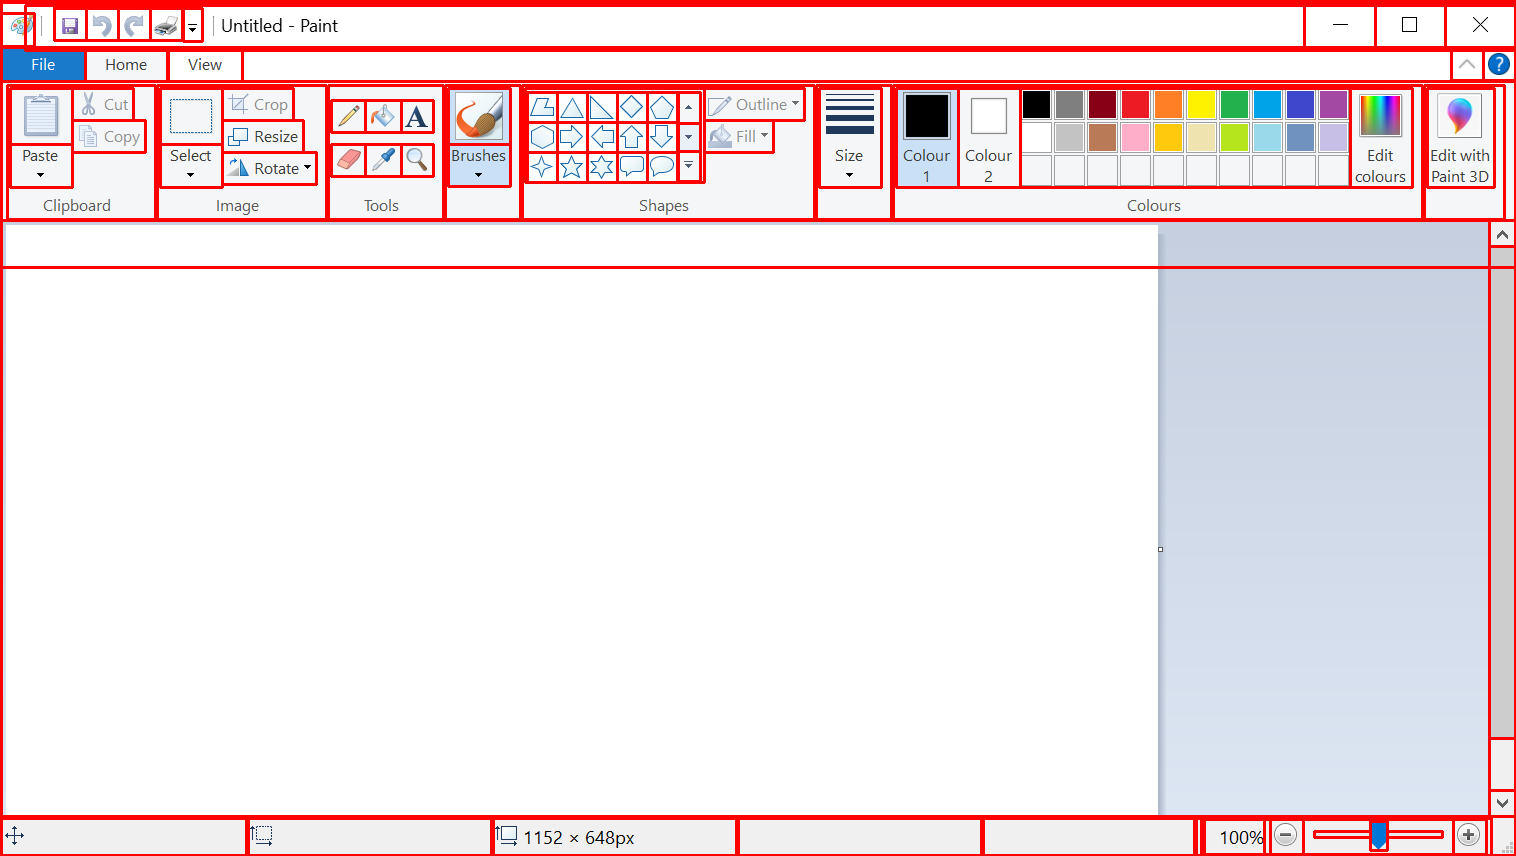 Untitled - Paint
File Home View ?
Paste
Cut
Copy
Clipboard
Select
Crop
Resize
Rotate
Image
A
Tools
Brushes
Outline
Fill
Shapes
Size
Colour
1
Colour
2
Edit
colours
Colours
Edit with
Paint 3D
1152 × 648px
100%